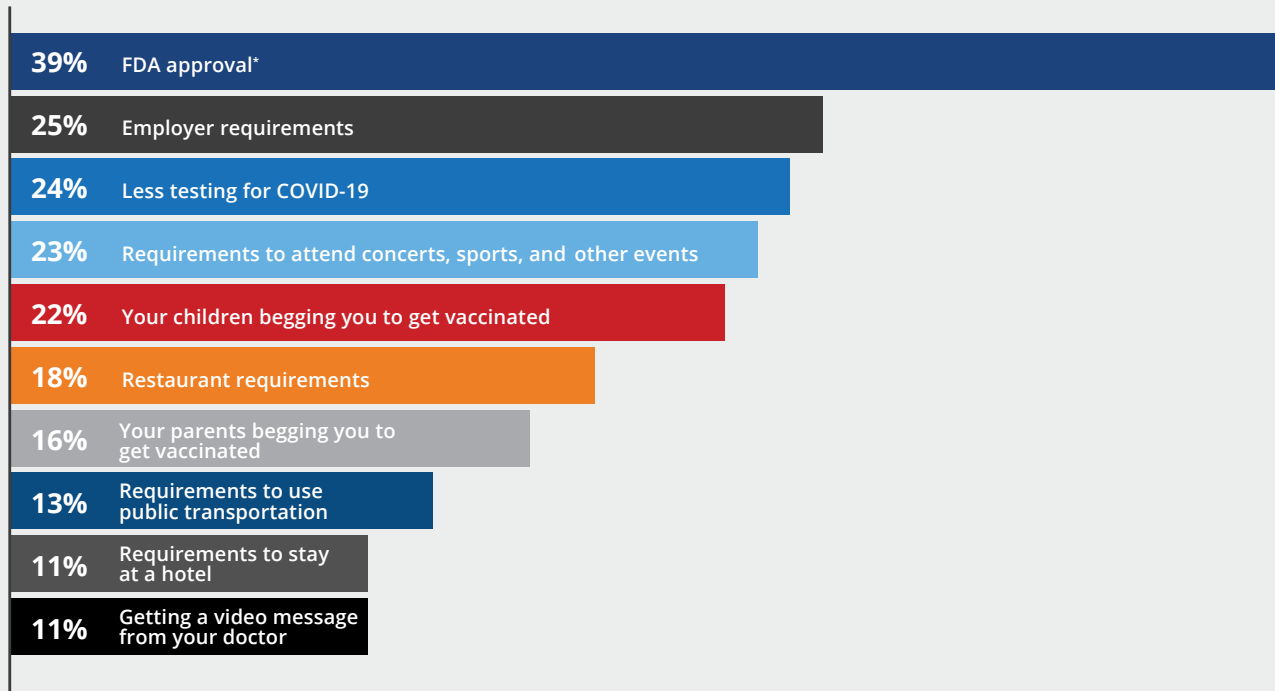 39% FDA approval*
25% Employer requirements
24% Less testing for COVID-19
23% Requirements to attend concerts, sports, and other events
22% Your children begging you to get vaccinated
18% Restaurant requirements
16% Your parents begging you to
get vaccinated
13% Requirements to use
public transportation
11% Requirements to stay
at a hotel
11% Getting a video message
from your doctor